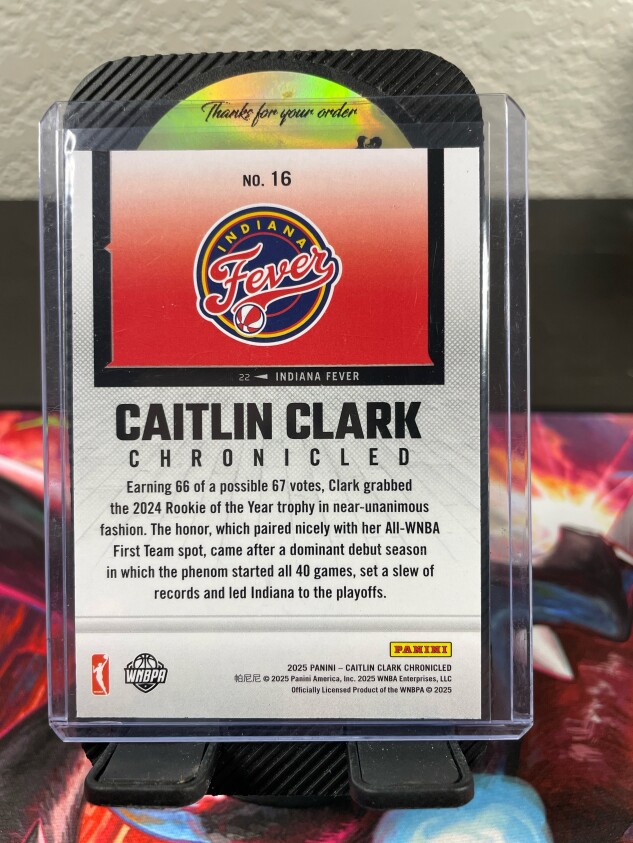 Thanks for your order
NO. 16
INDIANA
Fever
22 ◄ INDIANA FEVER
CAITLIN CLARK
CHRONICLED
Earning 66 of a possible 67 votes, Clark grabbed
the 2024 Rookie of the Year trophy in near-unanimous
fashion. The honor, which paired nicely with her All-WNBA
First Team spot, came after a dominant debut season
in which the phenom started all 40 games, set a slew of
records and led Indiana to the playoffs.
PANINI
WNBPA
2025 PANINI – CAITLIN CLARK CHRONICLED
帕尼尼 © 2025 Panini America, Inc. 2025 WNBA Enterprises, LLC
Officially Licensed Product of the WNBPA © 2025